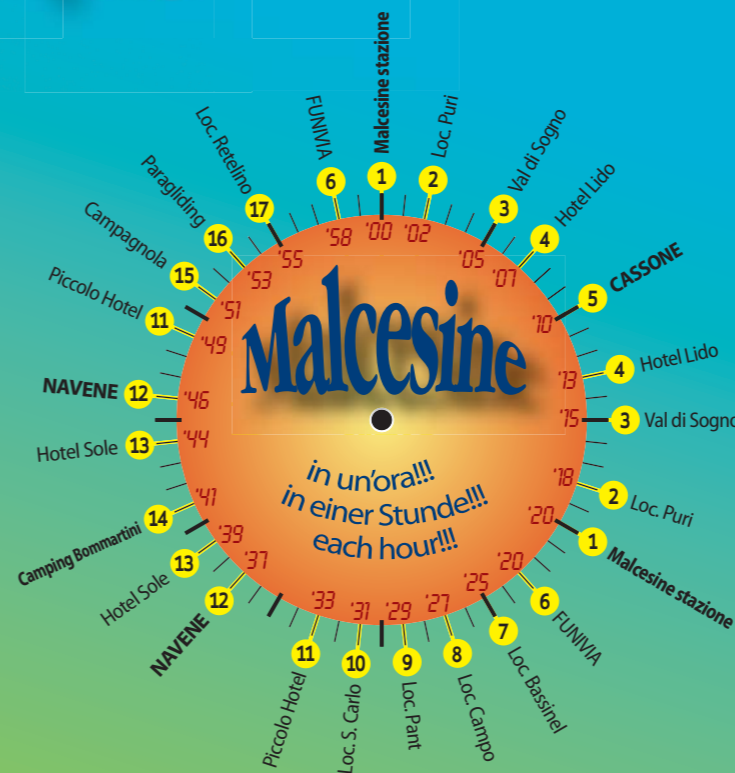 Malcesine stazione 1 '00
Loc. Puri 2 '02
Val di Sogno 3 '05
Hotel Lido 4 '07
CASSONE 5 '10
Hotel Lido 4 '13
Val di Sogno 3 '15
Loc. Puri 2 '18
Malcesine stazione 1 '20
FUNIVIA 6 '20
Loc. Bassinel 7 '25
Loc. Campo 8 '27
Loc. Pant 9 '29
Loc. S. Carlo 10 '31
Piccolo Hotel 11 '33
NAVENE 12 '37
Hotel Sole 13 '39
Camping Bommartini 14 '41
Hotel Sole 13 '44
NAVENE 12 '46
Piccolo Hotel 11 '49
Campagnola 15 '51
Paragliding 16 '53
Loc. Retelino 17 '55
FUNIVIA 6 '58
Malcesine
in un'ora!!!
in einer Stunde!!!
each hour!!!